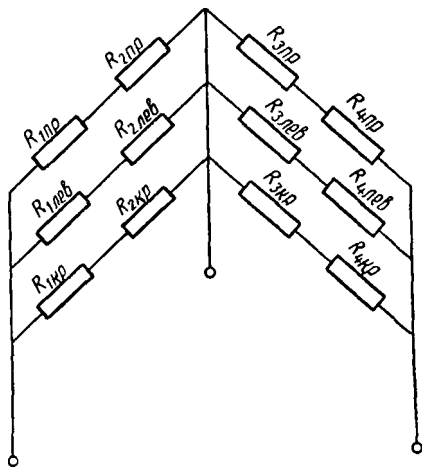 R1пр
R2пр
R3пр
R4пр
R1лев
R2лев
R3лев
R4лев
R1кр
R2кр
R3кр
R4кр